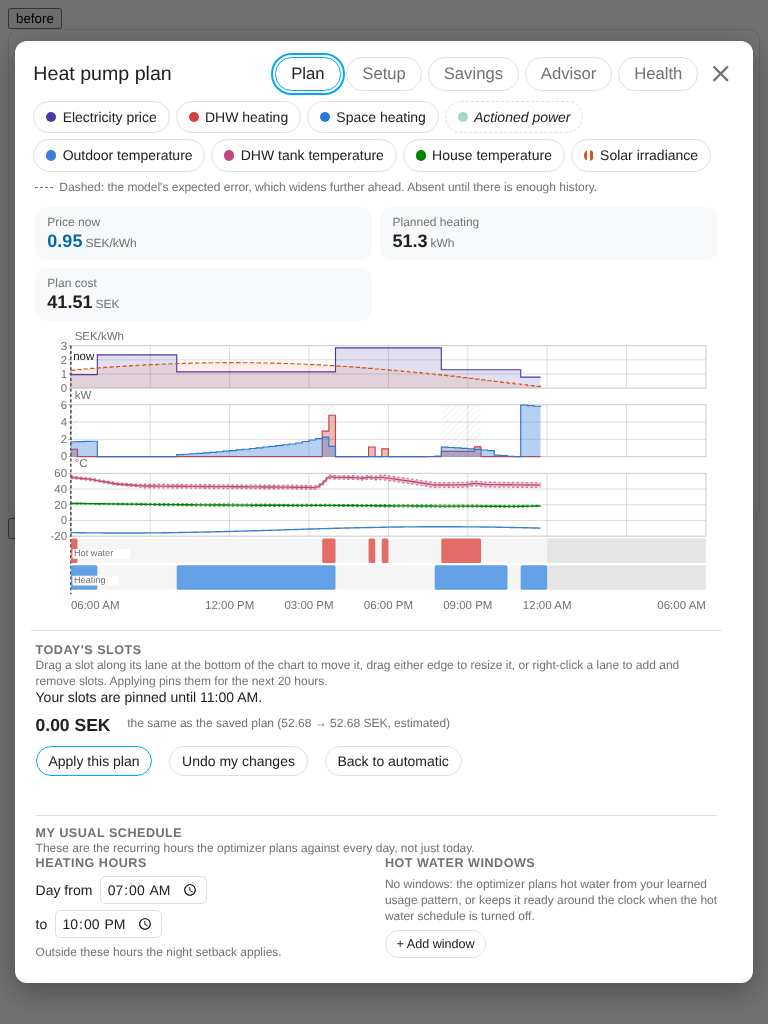 before
Heat pump plan
Plan
Setup
Savings
Advisor
Health
Electricity price
DHW heating
Space heating
Actioned power
Outdoor temperature
DHW tank temperature
House temperature
Solar irradiance
Dashed: the model's expected error, which widens further ahead. Absent until there is enough history.
Price now
0.95 SEK/kWh
Planned heating
51.3 kWh
Plan cost
41.51 SEK
SEK/kWh
3
now
2
1
0
kW
6
4
2
0
°C
60
40
20
0
-20
Hot water
Heating
06:00 AM
12:00 PM
03:00 PM
06:00 PM
09:00 PM
12:00 AM
06:00 AM
TODAY'S SLOTS
Drag a slot along its lane at the bottom of the chart to move it, drag either edge to resize it, or right-click a lane to add and
remove slots. Applying pins them for the next 20 hours.
Your slots are pinned until 11:00 AM.
0.00 SEK the same as the saved plan (52.68 → 52.68 SEK, estimated)
Apply this plan
Undo my changes
Back to automatic
MY USUAL SCHEDULE
These are the recurring hours the optimizer plans against every day, not just today.
HEATING HOURS
Day from 07:00 AM
to 10:00 PM
Outside these hours the night setback applies.
HOT WATER WINDOWS
No windows: the optimizer plans hot water from your learned
usage pattern, or keeps it ready around the clock when the hot
water schedule is turned off.
+ Add window